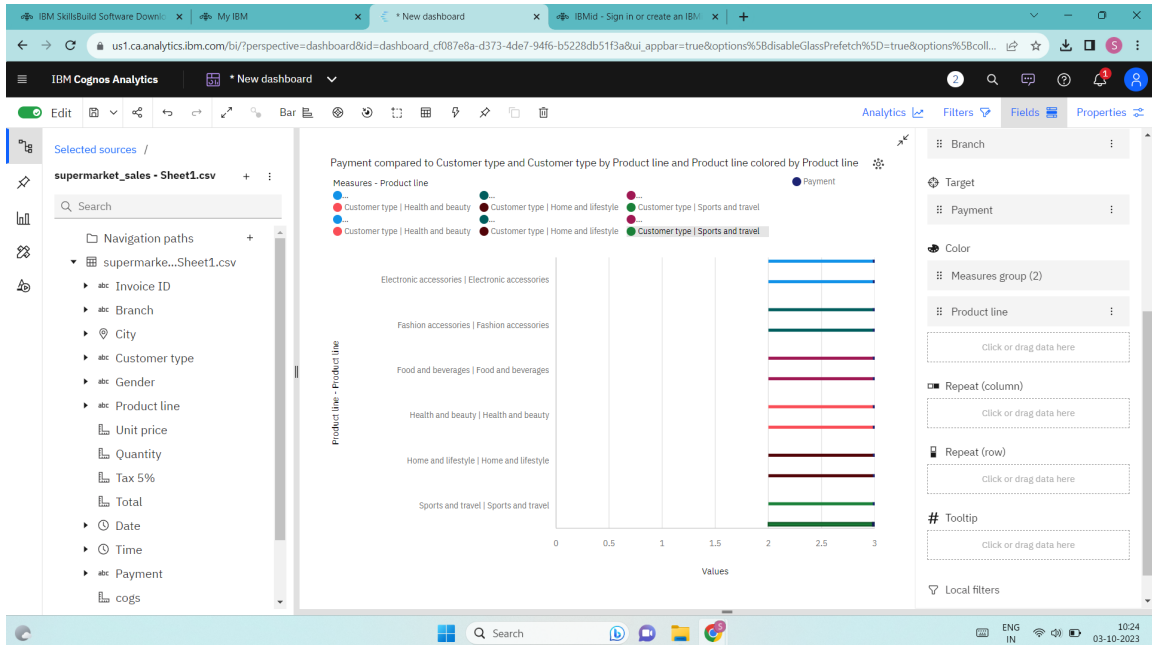 IBM SkillsBuild Software Downlo
My IBM
* New dashboard
IBMid - Sign in or create an IBM
us1.ca.analytics.ibm.com/bi/?perspective=dashboard&id=dashboard_cf087e8a-d373-4de7-94f6-b5228db51f3a&ui_appbar=true&options%5BdisableGlassPrefetch%5D=true&options%5Bcoll...
S
IBM Cognos Analytics
* New dashboard
2
1
Edit
Bar
Analytics
Filters
Fields
Properties
Selected sources /
supermarket_sales - Sheet1.csv
Search
Navigation paths
supermarke...Sheet1.csv
abc Invoice ID
abc Branch
City
abc Customer type
abc Gender
abc Product line
Unit price
Quantity
Tax 5%
Total
Date
Time
abc Payment
cogs
Payment compared to Customer type and Customer type by Product line and Product line colored by Product line
Measures - Product line
Payment
... ... ...
Customer type | Health and beauty Customer type | Home and lifestyle Customer type | Sports and travel
... ... ...
Customer type | Health and beauty Customer type | Home and lifestyle Customer type | Sports and travel
Product line - Product line
Electronic accessories | Electronic accessories
Fashion accessories | Fashion accessories
Food and beverages | Food and beverages
Health and beauty | Health and beauty
Home and lifestyle | Home and lifestyle
Sports and travel | Sports and travel
0 0.5 1 1.5 2 2.5 3
Values
Branch
Target
Payment
Color
Measures group (2)
Product line
Click or drag data here
Repeat (column)
Click or drag data here
Repeat (row)
Click or drag data here
Tooltip
Click or drag data here
Local filters
Search
S
ENG
IN
10:24
03-10-2023